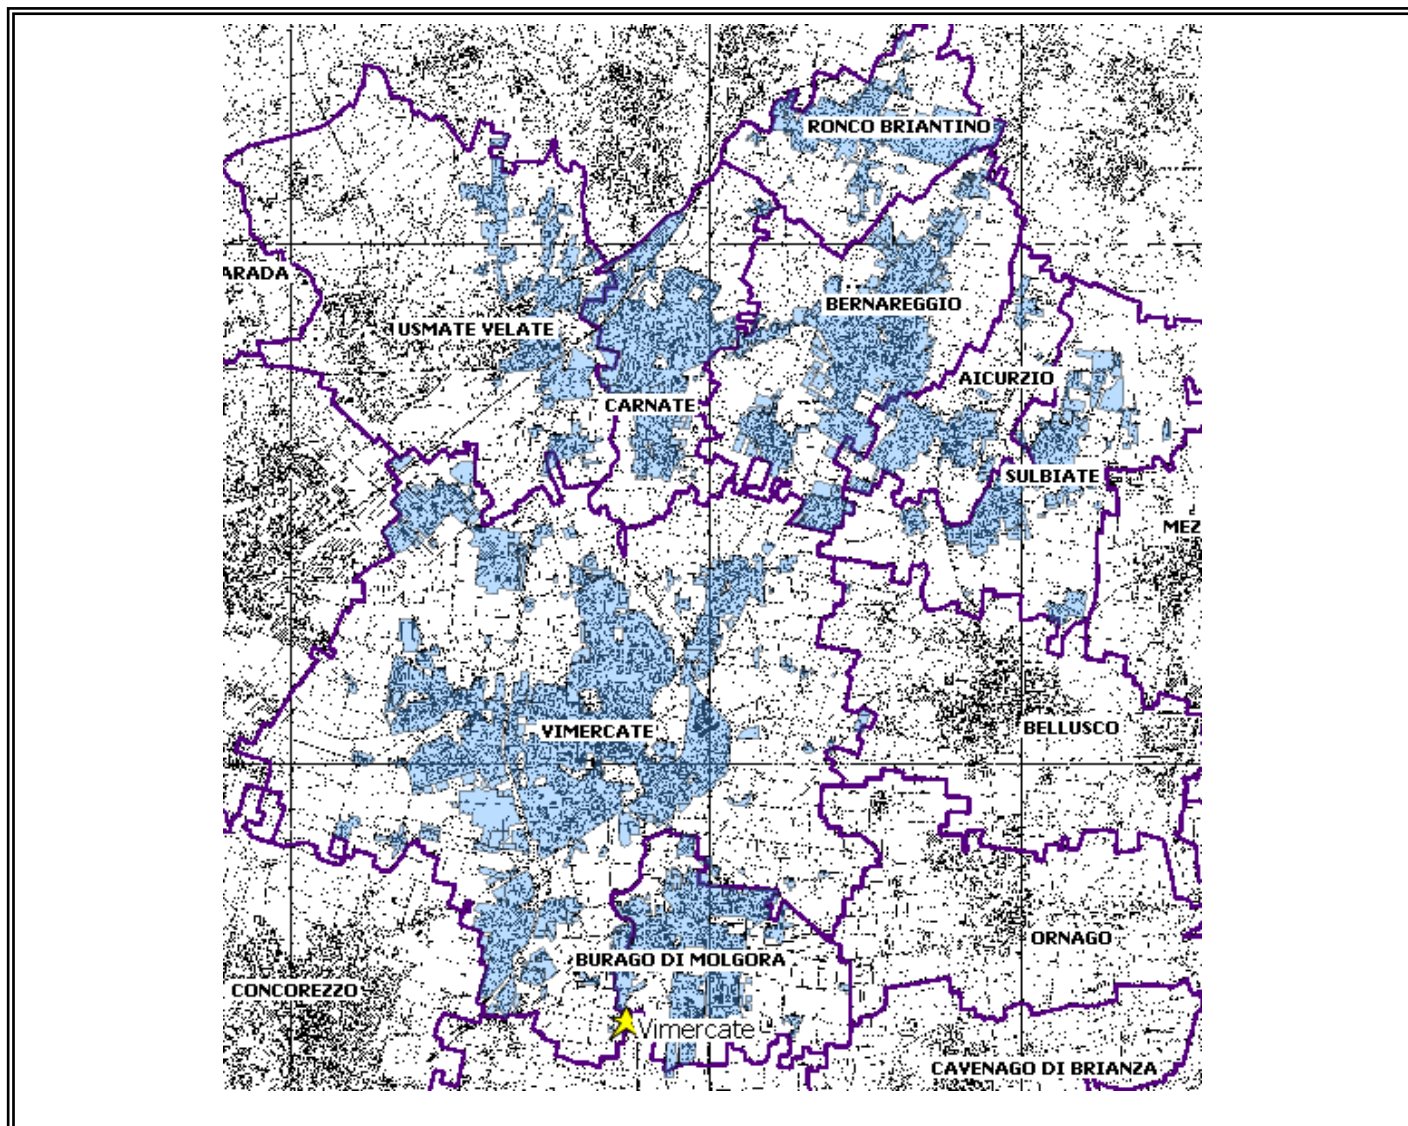 RONCO BRIANTINO
ARADA
BERNAREGGIO
USMATE VELATE
AICURZIO
CARNATE
SULBIATE
MEZ
BELLUSCO
VIMERCATE
ORNAGO
BURAGO DI MOLGORA
CONCOREZZO
Vimercate
CAVENAGO DI BRIANZA